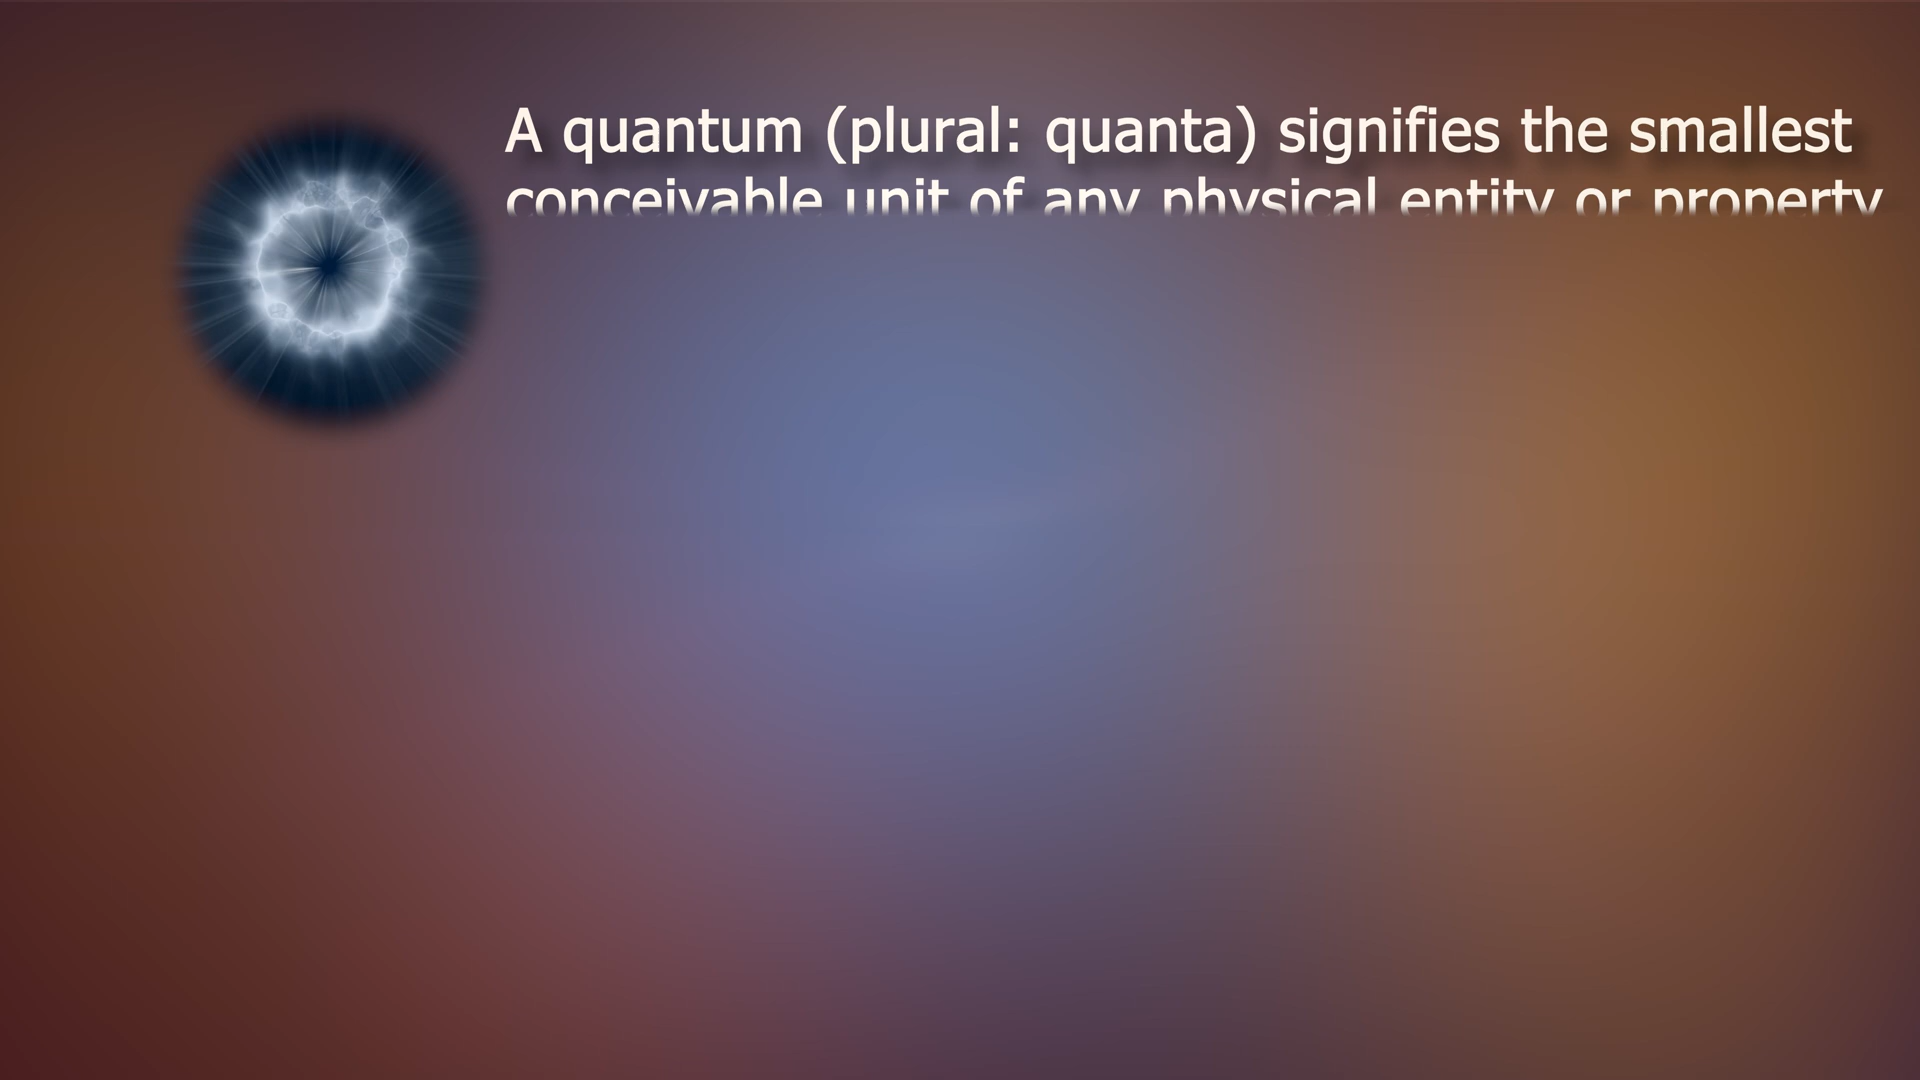 A quantum (plural: quanta) signifies the smallest
conceivable unit of any physical entity or property